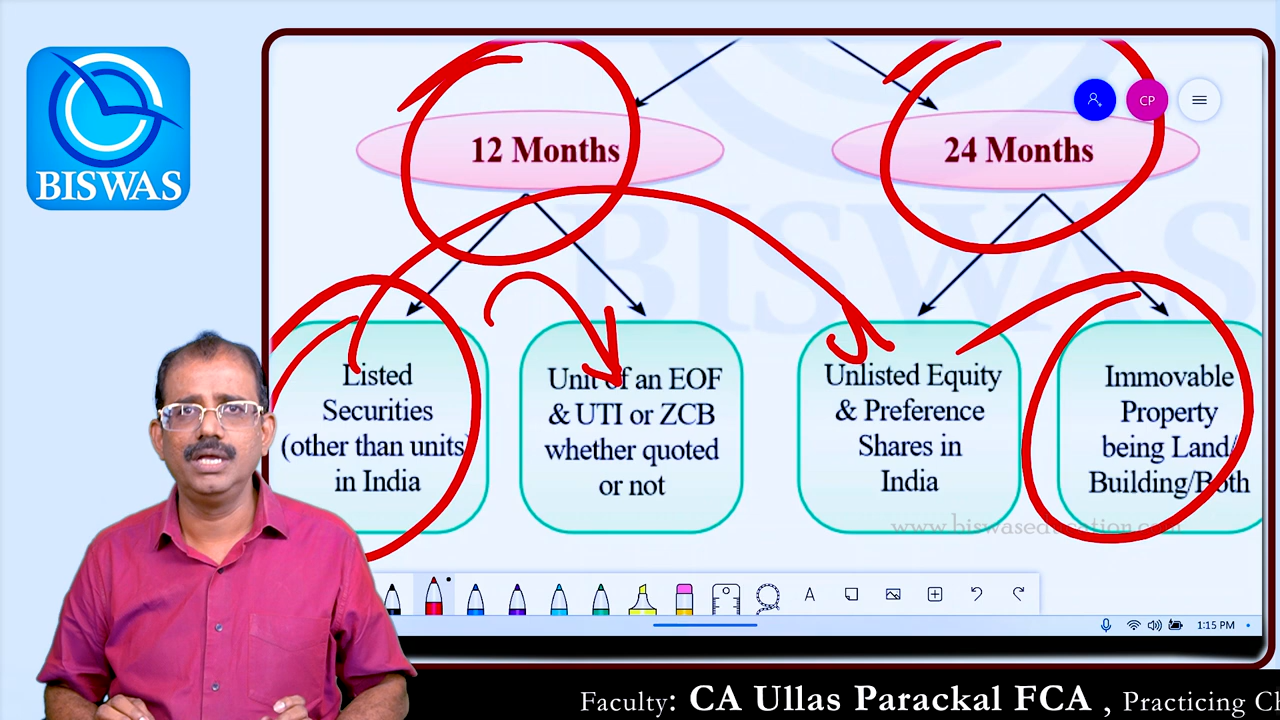 BISWAS
CP
12 Months
24 Months
Listed
Securities
(other than units)
in India
Unit of an EOF
& UTI or ZCB
whether quoted
or not
Unlisted Equity
& Preference
Shares in
India
Immovable
Property
being Land/
Building/Both
BISWAS
www.biswaseducation.com
A
1:15 PM
Faculty: CA Ullas Parackal FCA , Practicing